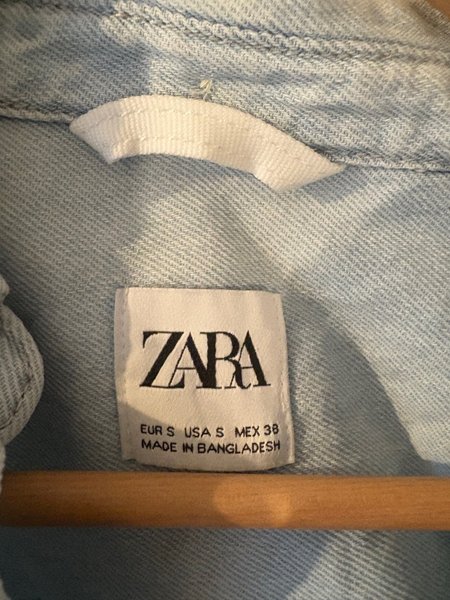 ZARA
EUR S USA S MEX 38
MADE IN BANGLADESH